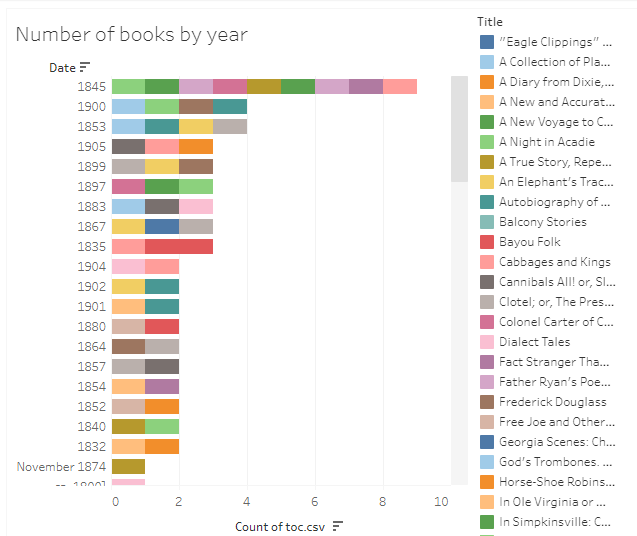 Number of books by year
Date
1845
1900
1853
1905
1899
1897
1883
1867
1835
1904
1902
1901
1880
1864
1857
1854
1852
1840
1832
November 1874
0 2 4 6 8 10
Count of toc.csv
Title
"Eagle Clippings" ...
A Collection of Pla...
A Diary from Dixie,...
A New and Accurat...
A New Voyage to C...
A Night in Acadie
A True Story, Repe...
An Elephant's Trac...
Autobiography of ...
Balcony Stories
Bayou Folk
Cabbages and Kings
Cannibals All! or, Sl...
Clotel; or, The Pres...
Colonel Carter of C...
Dialect Tales
Fact Stranger Tha...
Father Ryan's Poe...
Frederick Douglass
Free Joe and Other...
Georgia Scenes: Ch...
God's Trombones: ...
Horse-Shoe Robins...
In Ole Virginia or ...
In Simpkinsville: C...